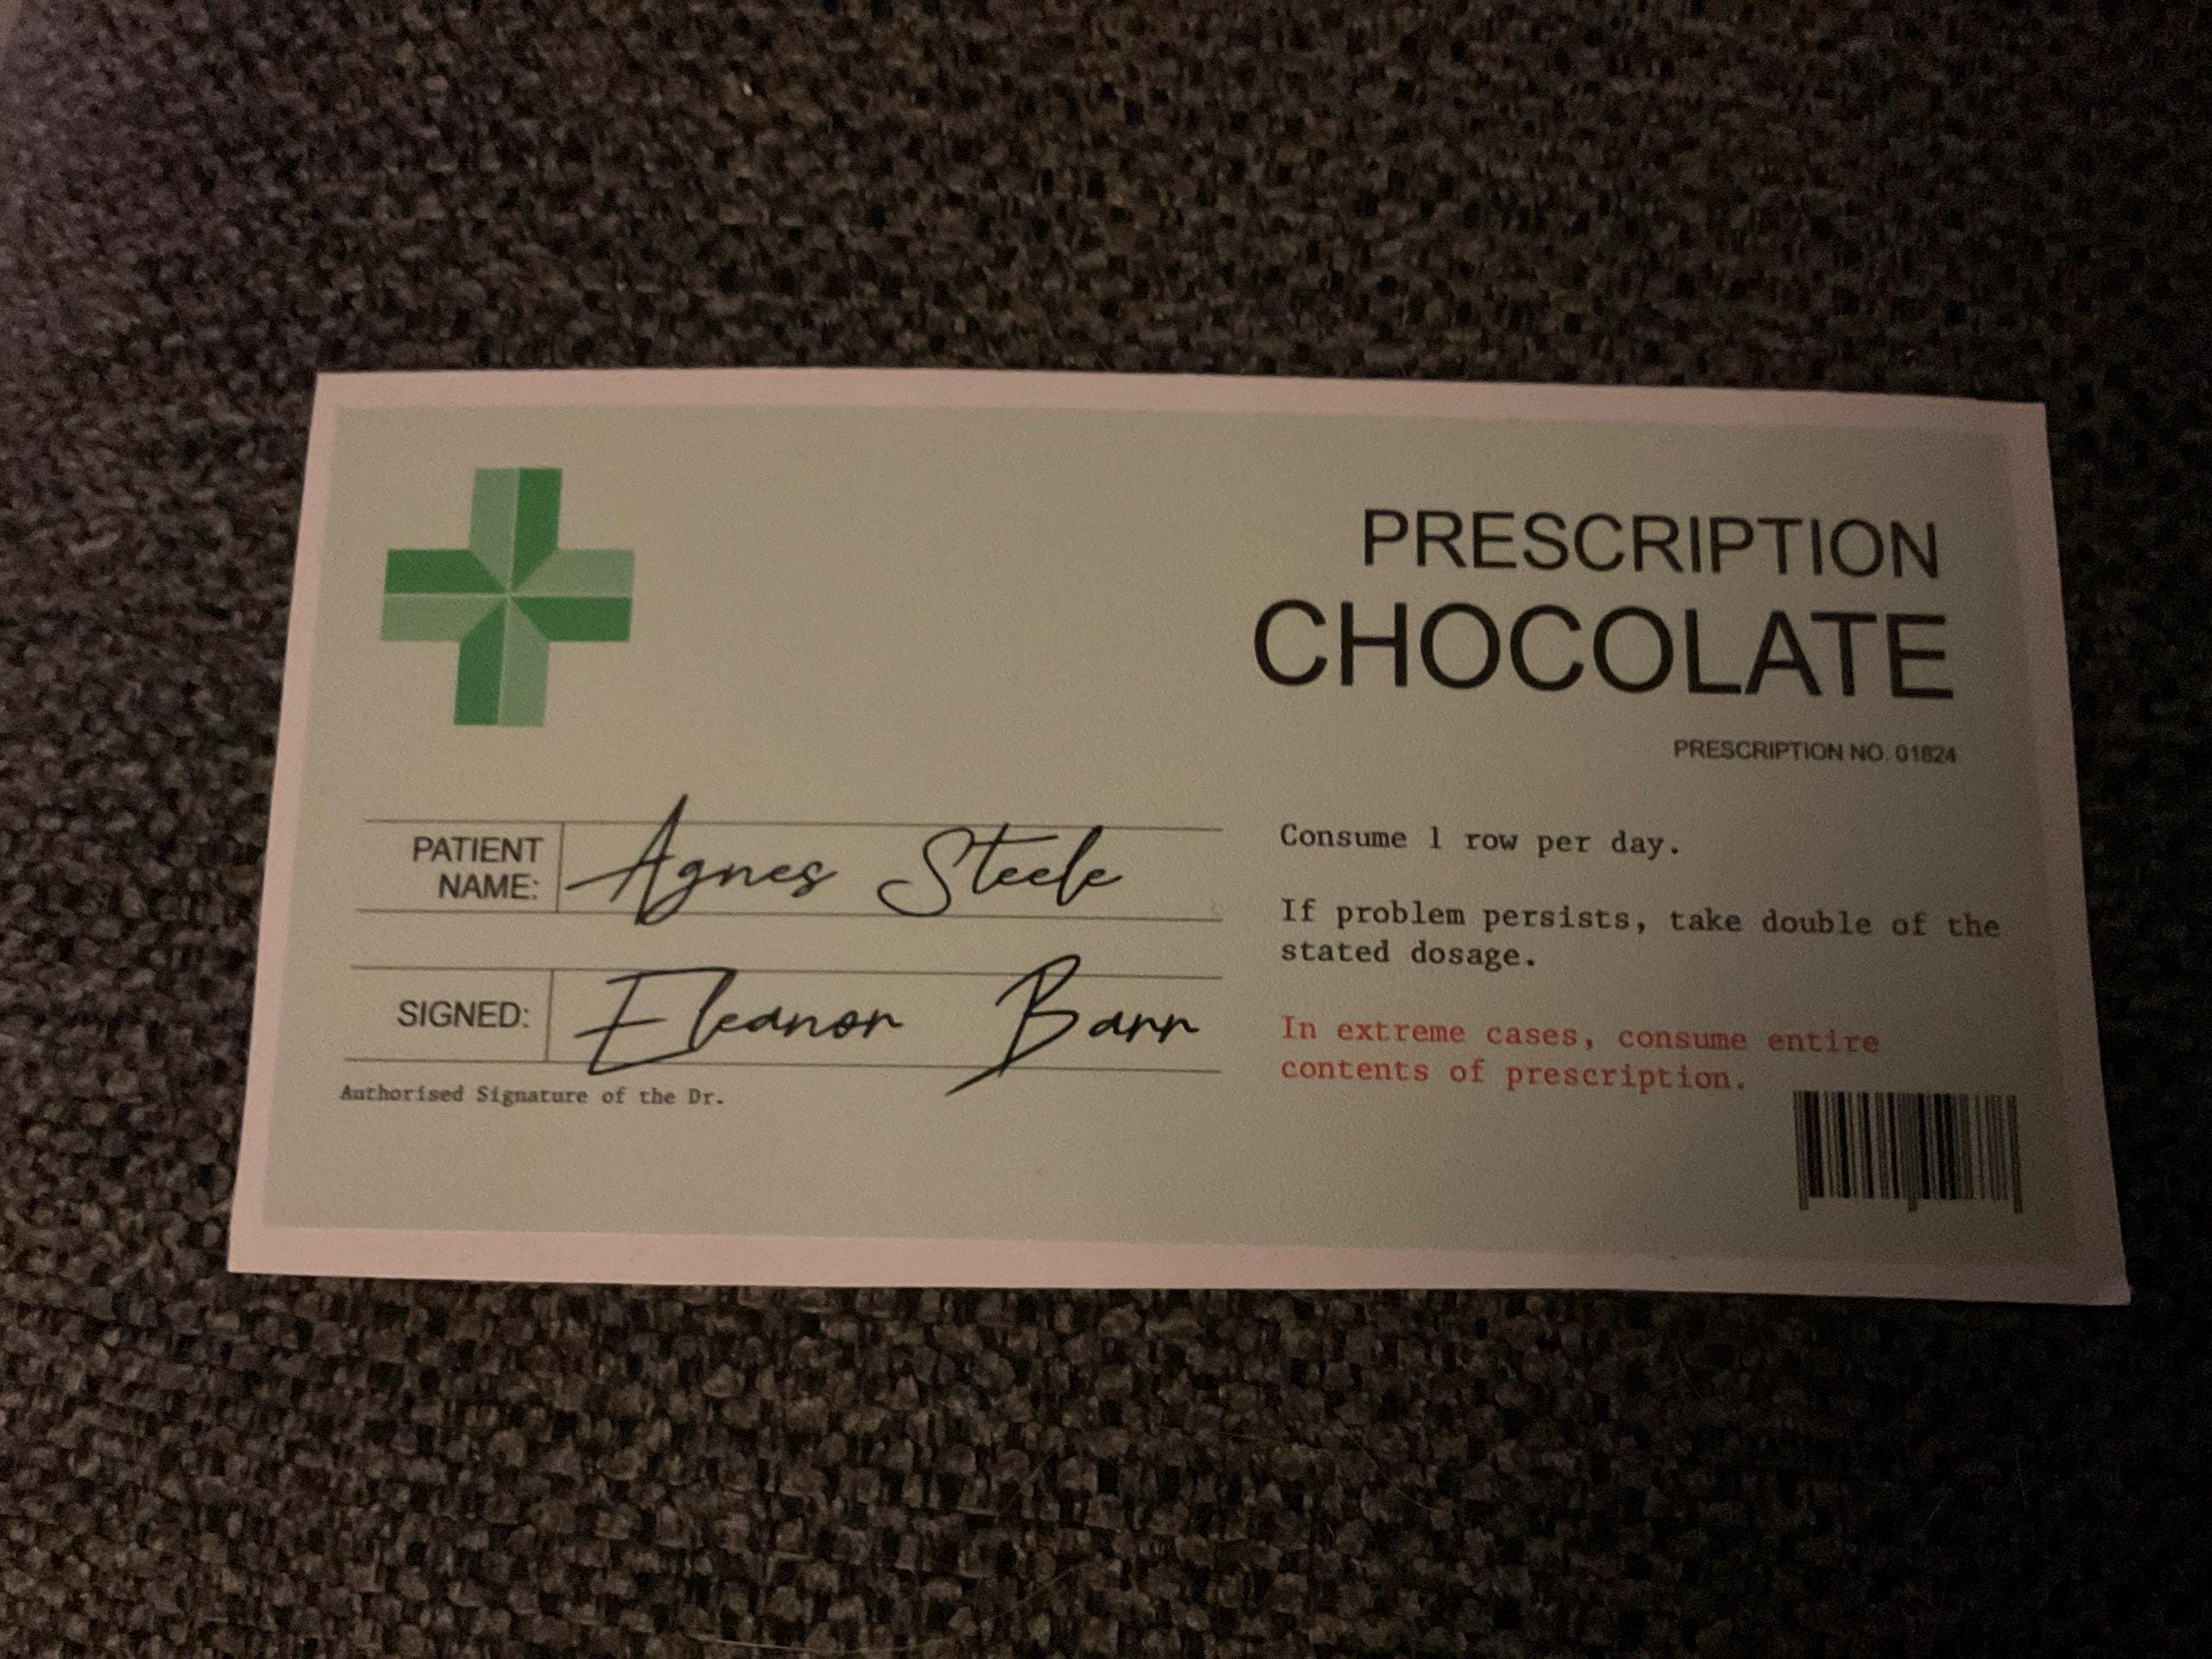 PRESCRIPTION
CHOCOLATE
PRESCRIPTION NO. 01824
PATIENT
NAME:
Agnes Steele
SIGNED:
Eleanor Barr
Authorised Signature of the Dr.
Consume 1 row per day.
If problem persists, take double of the
stated dosage.
In extreme cases, consume entire
contents of prescription.